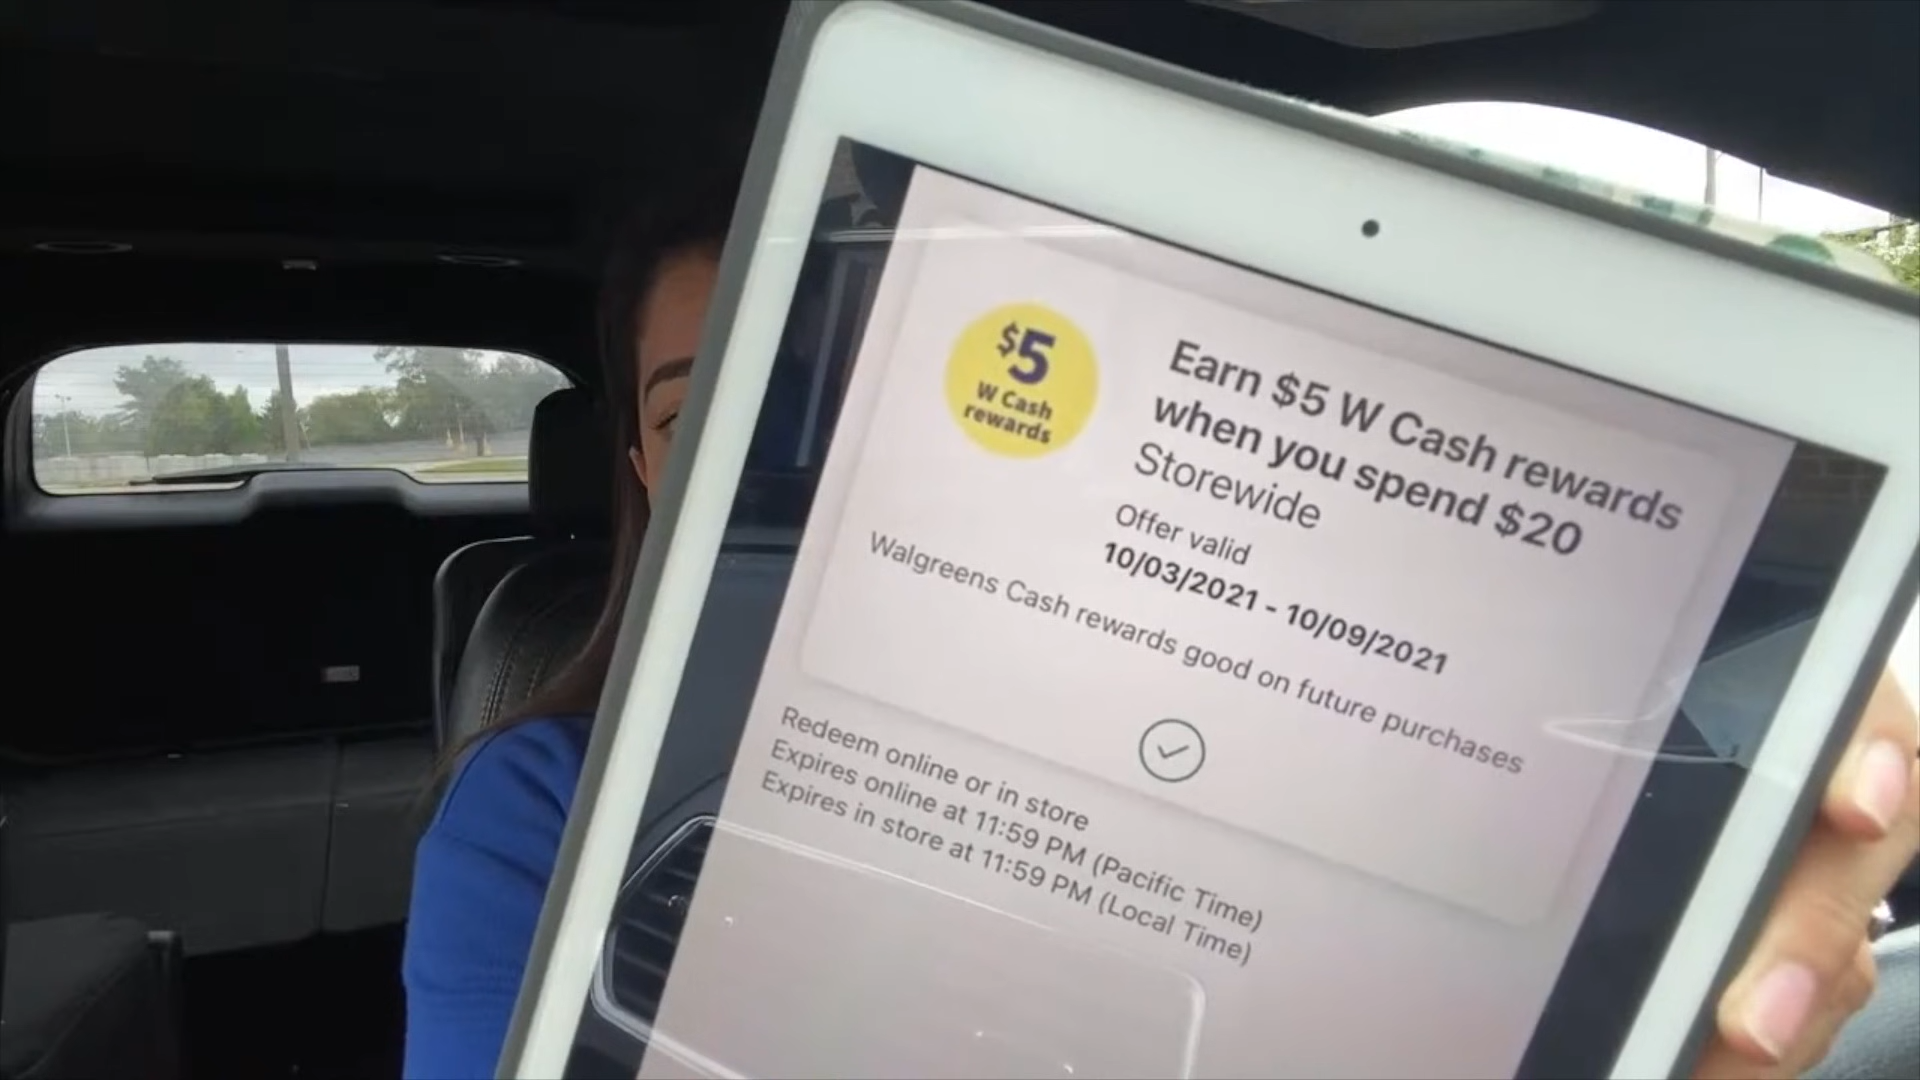 $5
W Cash
rewards
Earn $5 W Cash rewards
when you spend $20
Storewide
Offer valid
10/03/2021 - 10/09/2021
Walgreens Cash rewards good on future purchases
Redeem online or in store
Expires online at 11:59 PM (Pacific Time)
Expires in store at 11:59 PM (Local Time)